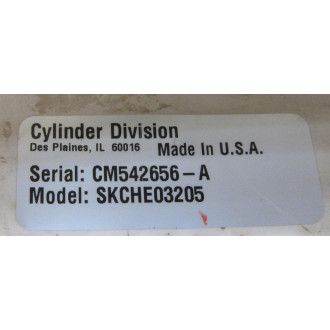 Cylinder Division
Des Plaines, IL 60016 Made In U.S.A.
Serial: CM542656-A
Model: SKCHE03205